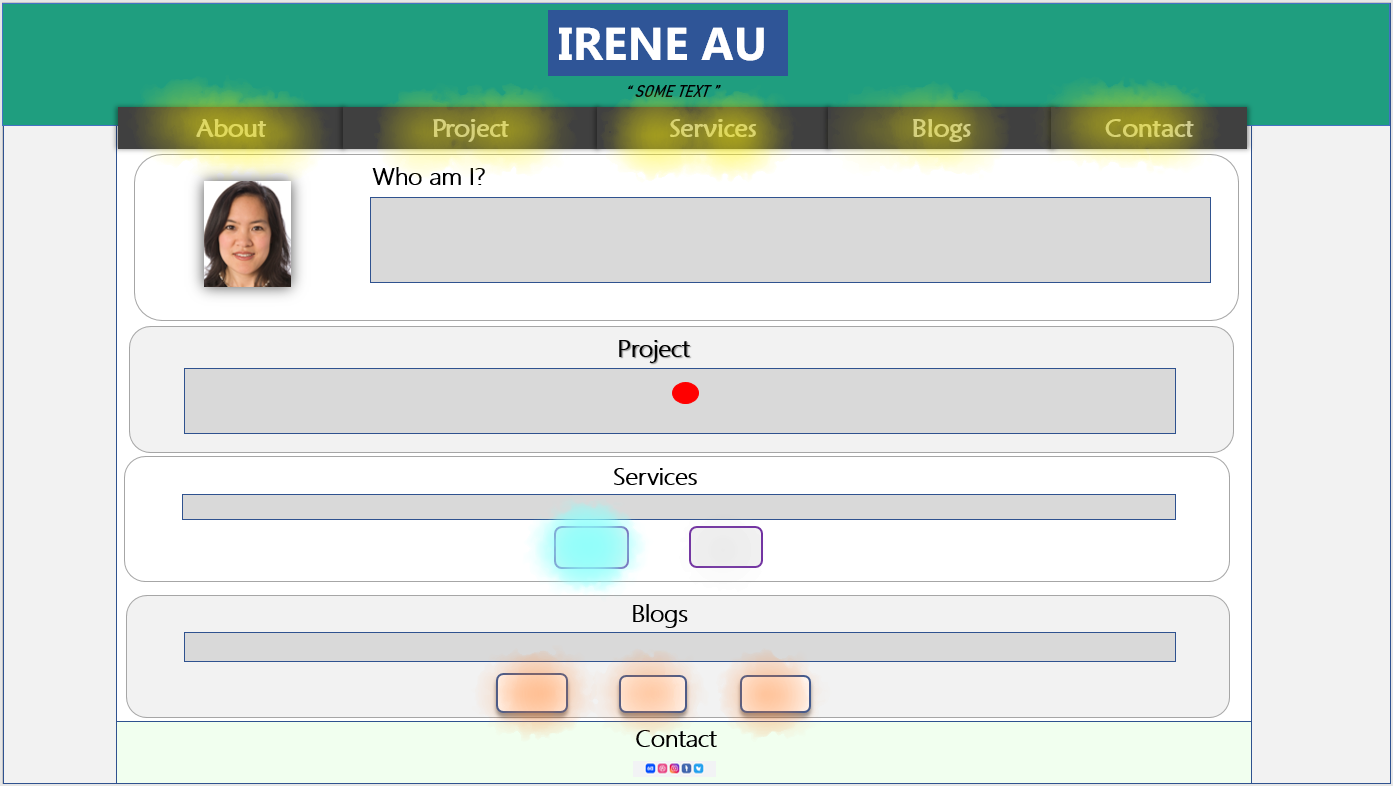 IRENE AU
“ SOME TEXT ”
About Project Services Blogs Contact
Who am I?
Project
Services
Blogs
Contact